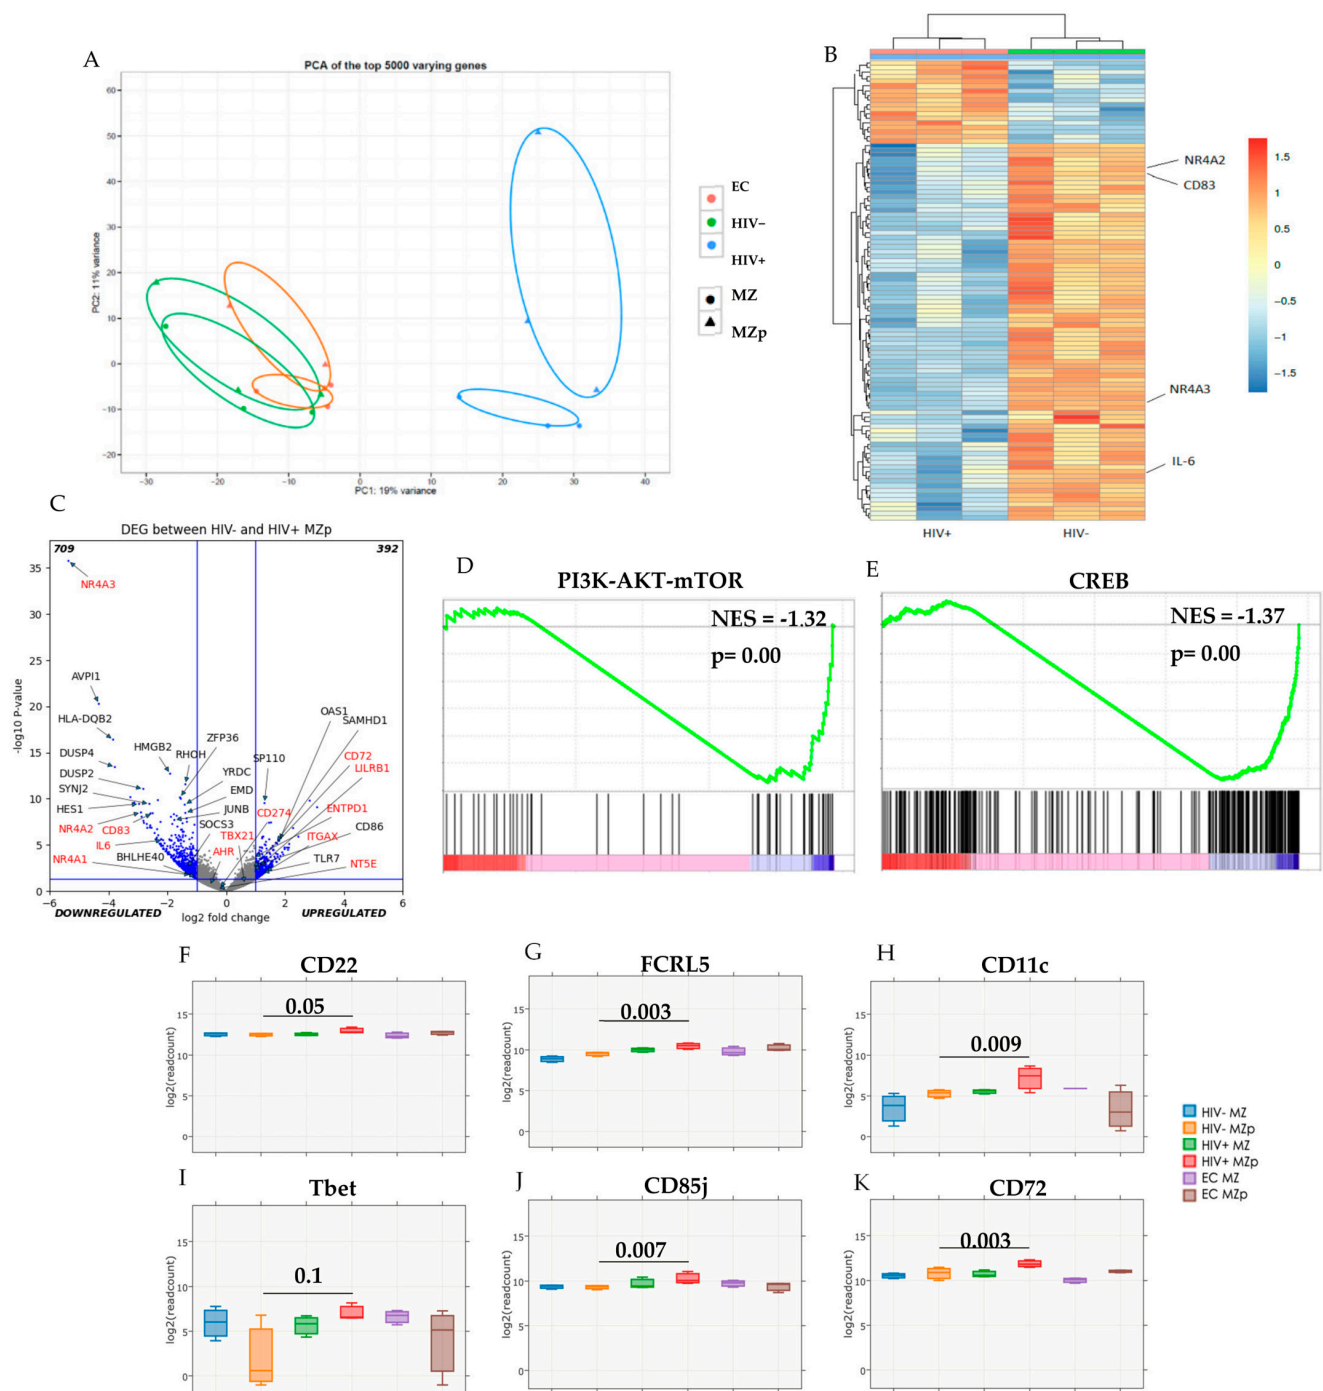 A
PCA of the top 5000 varying genes
60
50
40
30
20
10
0
−10
−20
PC2: 11% variance
−30
−20
−10
0
10
20
30
40
PC1: 19% variance
EC
HIV−
HIV+
MZ
MZp
B
NR4A2
CD83
NR4A3
IL-6
1.5
1
0.5
0
−0.5
−1
−1.5
HIV+
HIV-
C
DEG between HIV- and HIV+ MZp
709
392
35
30
25
20
15
10
5
0
-log10 P-value
NR4A3
AVPI1
HLA-DQB2
DUSP4
DUSP2
SYNJ2
HES1
NR4A2
CD83
IL6
NR4A1
BHLHE40
HMGB2
RHOH
ZFP36
YRDC
EMD
JUNB
SOCS3
TBX21
AHR
CD274
SP110
OAS1
SAMHD1
CD72
LILRB1
ENTPD1
CD86
ITGAX
TLR7
NT5E
−6
−4
−2
0
2
4
6
DOWNREGULATED
log2 fold change
UPREGULATED
D
PI3K-AKT-mTOR
NES = -1.32
p= 0.00
E
CREB
NES = -1.37
p= 0.00
F
CD22
0.05
15
10
5
0
log2(readcount)
G
FCRL5
0.003
15
10
5
0
log2(readcount)
H
CD11c
0.009
15
10
5
0
log2(readcount)
I
Tbet
0.1
15
10
5
0
log2(readcount)
J
CD85j
0.007
15
10
5
0
log2(readcount)
K
CD72
0.003
15
10
5
0
log2(readcount)
HIV- MZ
HIV- MZp
HIV+ MZ
HIV+ MZp
EC MZ
EC MZp